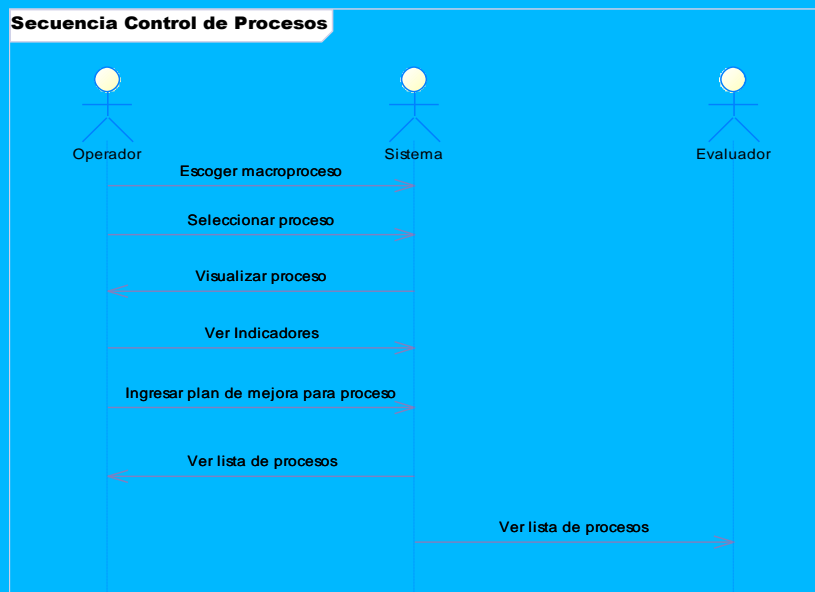 Secuencia Control de Procesos
Operador
Sistema
Evaluador
Escoger macroproceso
Seleccionar proceso
Visualizar proceso
Ver Indicadores
Ingresar plan de mejora para proceso
Ver lista de procesos
Ver lista de procesos